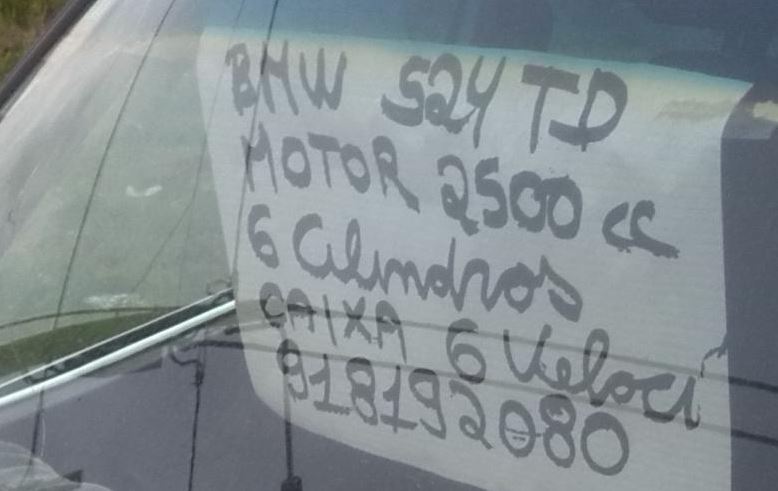 BMW 524 TD
MOTOR 2500 cc
6 Cilindros
CAIXA 6 Veloci
918192080